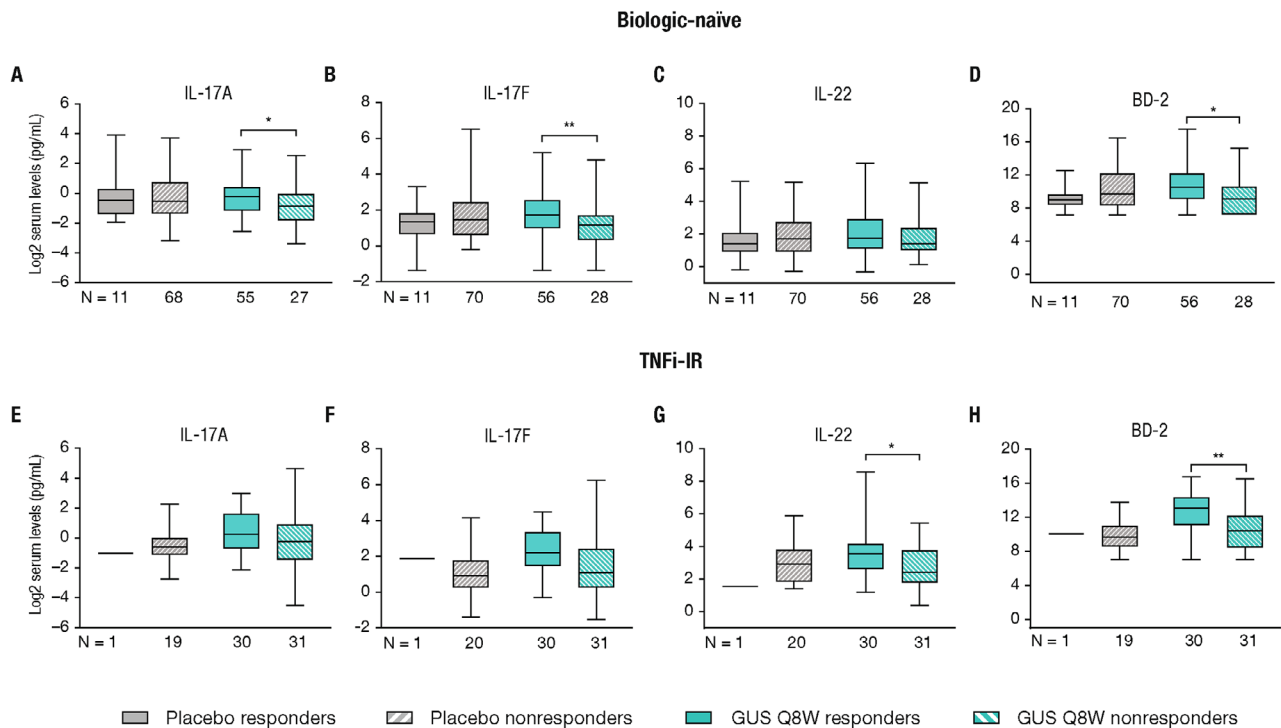 Biologic-naïve
A
IL-17A
Log2 serum levels (pg/mL)
6
4
2
0
−2
−4
−6
*
N = 11 68 55 27
B
IL-17F
8
6
4
2
0
−2
**
N = 11 70 56 28
C
IL-22
10
8
6
4
2
0
N = 11 70 56 28
D
BD-2
20
16
12
8
4
0
*
N = 11 70 56 28
TNFi-IR
E
IL-17A
Log2 serum levels (pg/mL)
6
4
2
0
−2
−4
−6
N = 1 19 30 31
F
IL-17F
8
6
4
2
0
−2
N = 1 20 30 31
G
IL-22
10
8
6
4
2
0
*
N = 1 20 30 31
H
BD-2
20
16
12
8
4
0
**
N = 1 19 30 31
Placebo responders Placebo nonresponders GUS Q8W responders GUS Q8W nonresponders